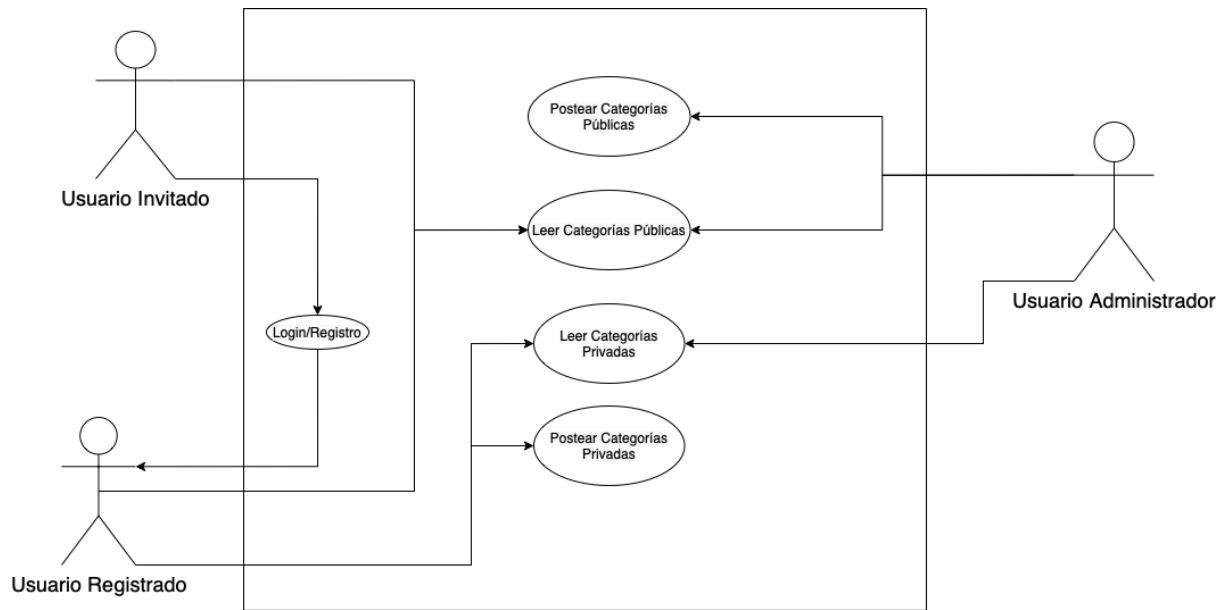 Postear Categorías
Públicas
Usuario Invitado
Leer Categorías Públicas
Usuario Administrador
Login/Registro
Leer Categorías
Privadas
Postear Categorías
Privadas
Usuario Registrado